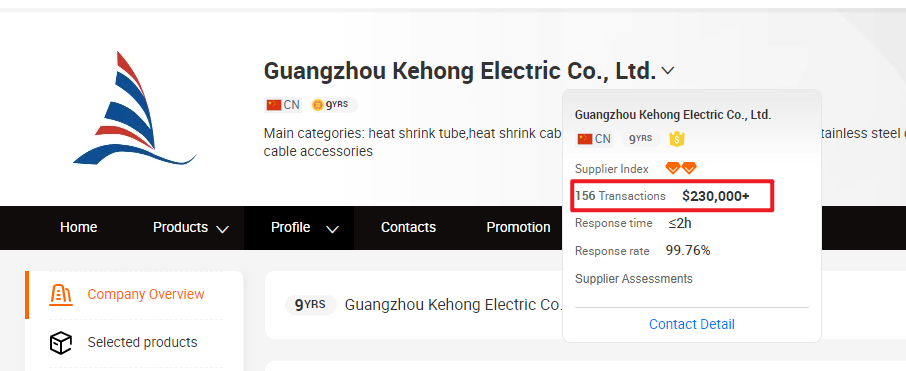 Guangzhou Kehong Electric Co., Ltd.
CN 9YRS
Main categories: heat shrink tube,heat shrink cab
tainless steel
cable accessories
Guangzhou Kehong Electric Co., Ltd.
CN 9YRS
Supplier Index
156 Transactions $230,000+
Response time ≤2h
Response rate 99.76%
Supplier Assessments
Contact Detail
Home Products Profile Contacts Promotion
Company Overview
Selected products
9YRS Guangzhou Kehong Electric Co.